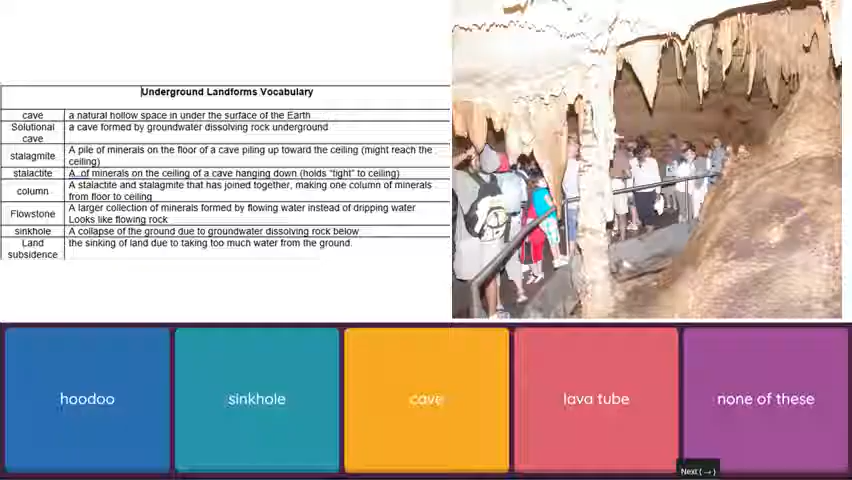 Underground Landforms Vocabulary
cave a natural hollow space in under the surface of the Earth
Solutional cave a cave formed by groundwater dissolving rock underground
stalagmite A pile of minerals on the floor of a cave piling up toward the ceiling (might reach the
ceiling)
stalactite A of minerals on the ceiling of a cave hanging down (holds "tight" to ceiling)
column A stalactite and stalagmite that has joined together, making one column of minerals
from floor to ceiling
Flowstone A larger collection of minerals formed by flowing water instead of dripping water
Looks like flowing rock
sinkhole A collapse of the ground due to groundwater dissolving rock below
Land subsidence the sinking of land due to taking too much water from the ground.
hoodoo
sinkhole
cave
lava tube
none of these
Next (→)